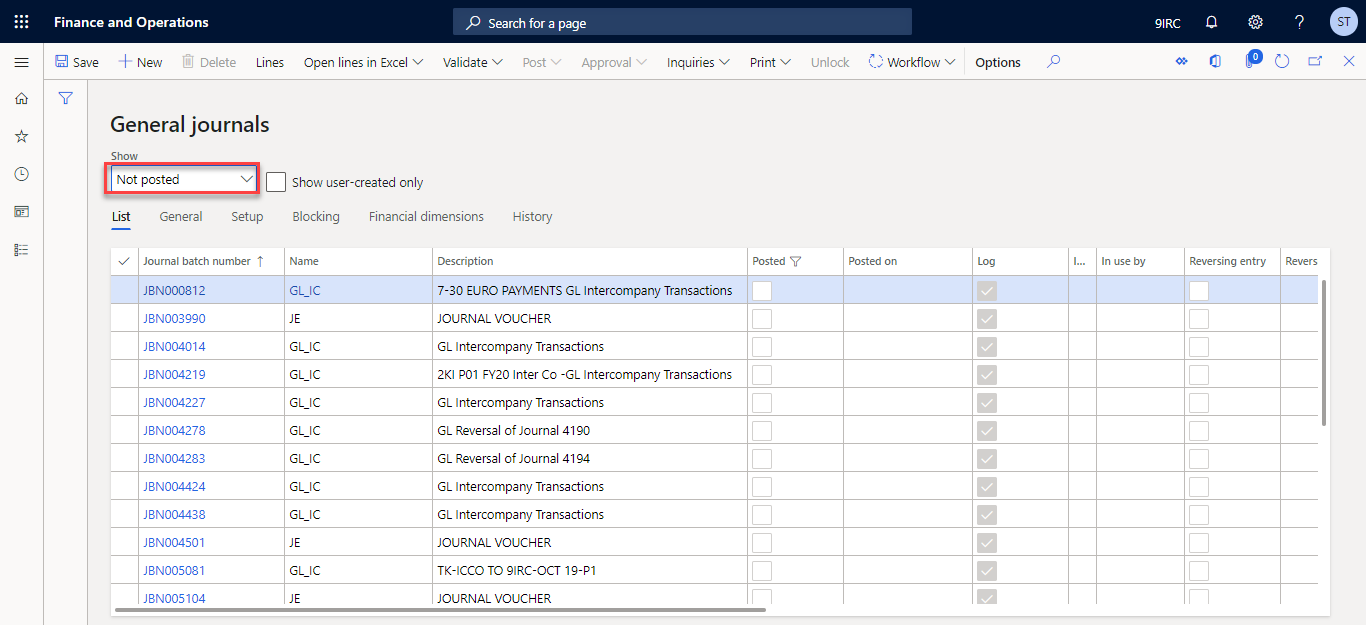 Finance and Operations
Search for a page
9IRC
ST
Save
New
Delete
Lines
Open lines in Excel
Validate
Post
Approval
Inquiries
Print
Unlock
Workflow
Options
0
General journals
Show
Not posted
Show user-created only
List General Setup Blocking Financial dimensions History
Journal batch number Name Description Posted Posted on Log I... In use by Reversing entry Revers
JBN000812 GL_IC 7-30 EURO PAYMENTS GL Intercompany Transactions
JBN003990 JE JOURNAL VOUCHER
JBN004014 GL_IC GL Intercompany Transactions
JBN004219 GL_IC 2KI P01 FY20 Inter Co -GL Intercompany Transactions
JBN004227 GL_IC GL Intercompany Transactions
JBN004278 GL_IC GL Reversal of Journal 4190
JBN004283 GL_IC GL Reversal of Journal 4194
JBN004424 GL_IC GL Intercompany Transactions
JBN004438 GL_IC GL Intercompany Transactions
JBN004501 JE JOURNAL VOUCHER
JBN005081 GL_IC TK-ICCO TO 9IRC-OCT 19-P1
JBN005104 JE JOURNAL VOUCHER